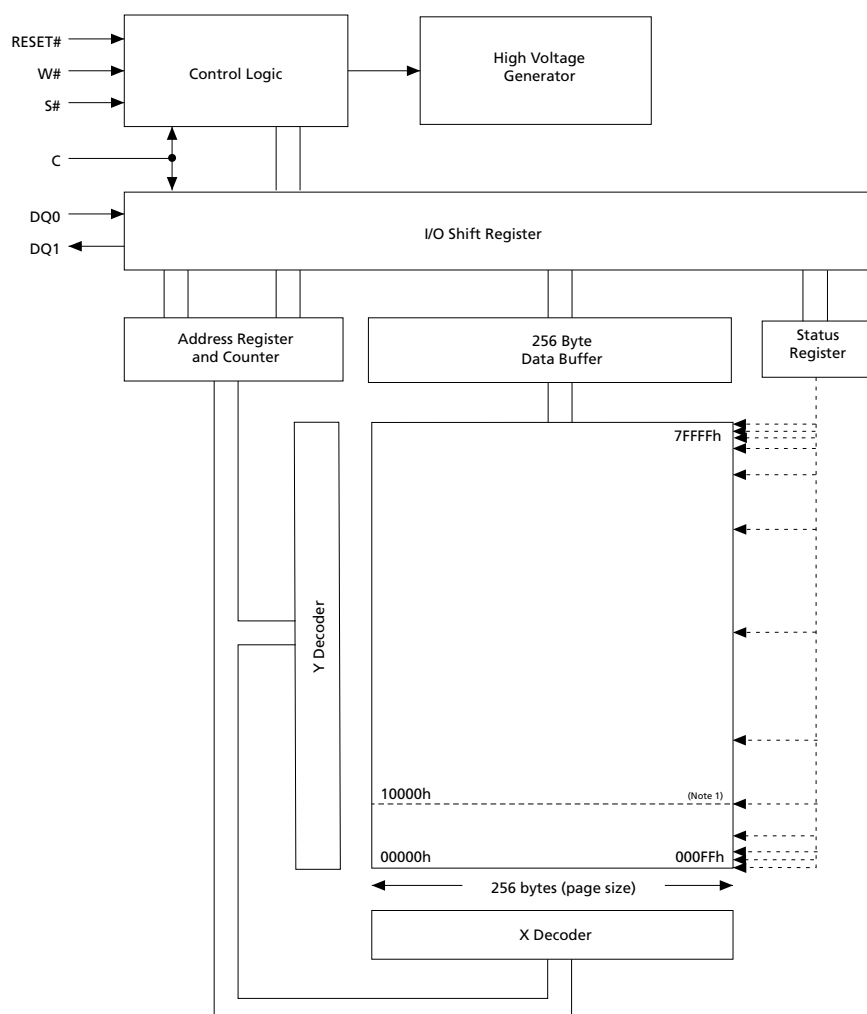 RESET#
W#
S#
Control Logic
High Voltage
Generator
C
DQ0
DQ1
I/O Shift Register
Address Register
and Counter
256 Byte
Data Buffer
Status
Register
7FFFFh
Y Decoder
10000h
(Note 1)
00000h
000FFh
256 bytes (page size)
X Decoder